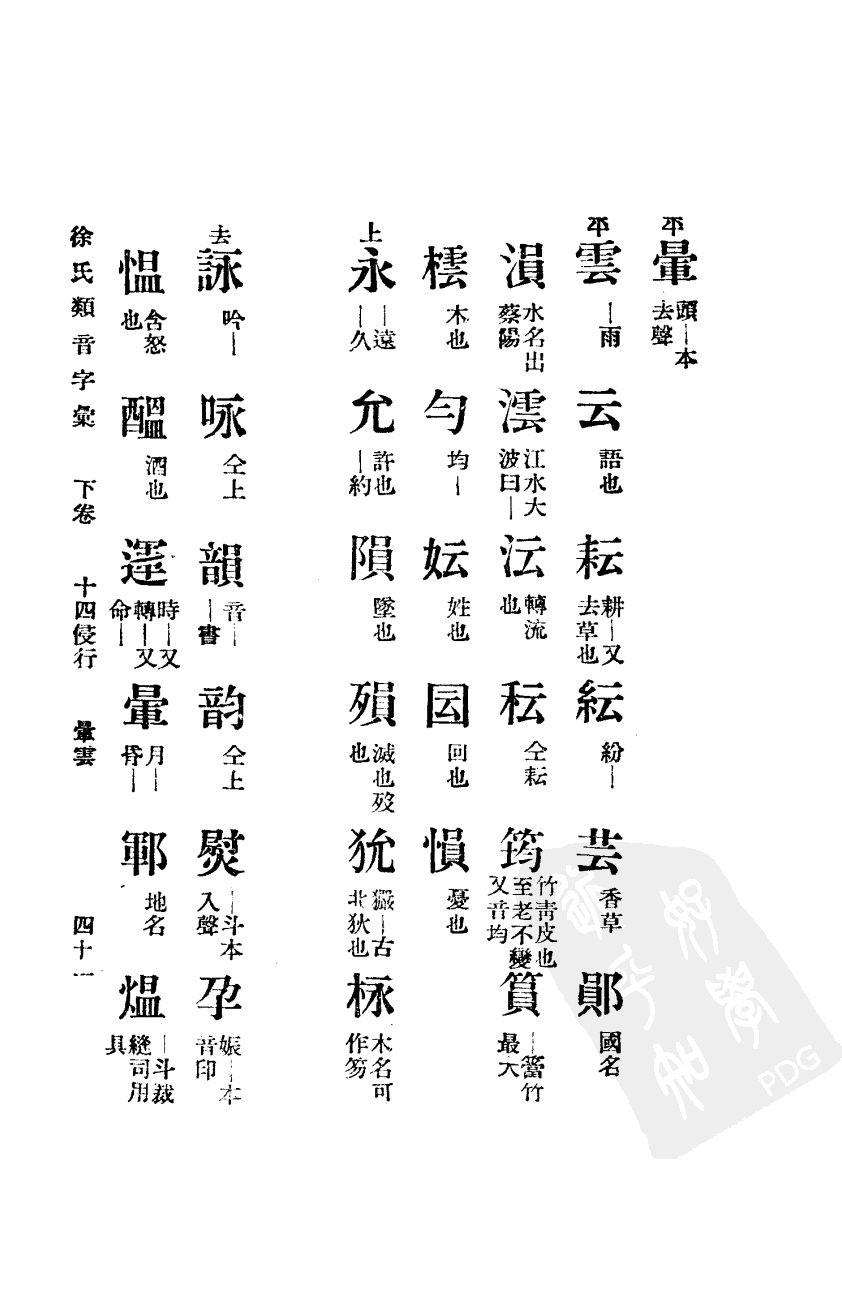 平
暈 頭｜本去聲
平
雲 ｜雨 云 語也 耘 耕｜又去草也 紜 紛｜ 芸 香草 鄖 國名
溳 水名出蔡陽 澐 江水大波曰｜ 沄 轉流也 秐 仝耘 筠 竹靑皮也至老不變又音均 篔 ｜簹竹最大
橒 木也 勻 均｜ 妘 姓也 囩 回也 愪 憂也
上
永 ｜遠｜久 允 許也｜約 隕 墜也 殞 滅也歿也 狁 玁｜古北狄也 栐 木名可作笏
去
詠 吟｜ 咏 仝上 韻 音｜｜書 韵 仝上 熨 ｜斗本入聲 孕 娠｜本音印
愠 含怒也 醞 酒也 運 時｜又轉｜又命｜ 暈 月｜昏｜ 鄆 地名 熅 ｜斗裁縫司用具
徐氏類音字彙 下卷 十四侵行 暈雲 四十一
PDG